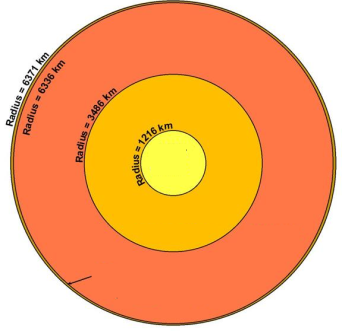 Radius = 6371 km
Radius = 6336 km
Radius = 3486 km
Radius = 1216 km